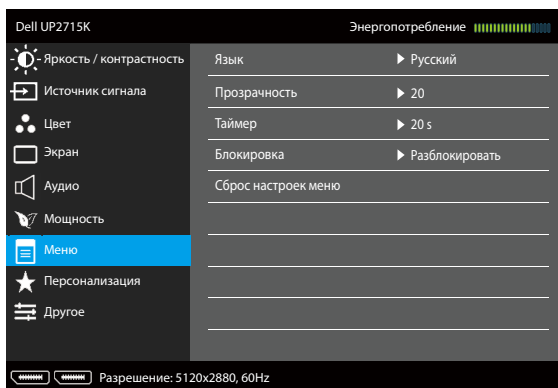 Dell UP2715K Энергопотребление
Яркость / контрастность Язык Русский
Источник сигнала Прозрачность 20
Цвет Таймер 20 s
Экран Блокировка Разблокировать
Аудио Сброс настроек меню
Мощность
Меню
Персонализация
Другое
Разрешение: 5120x2880, 60Hz